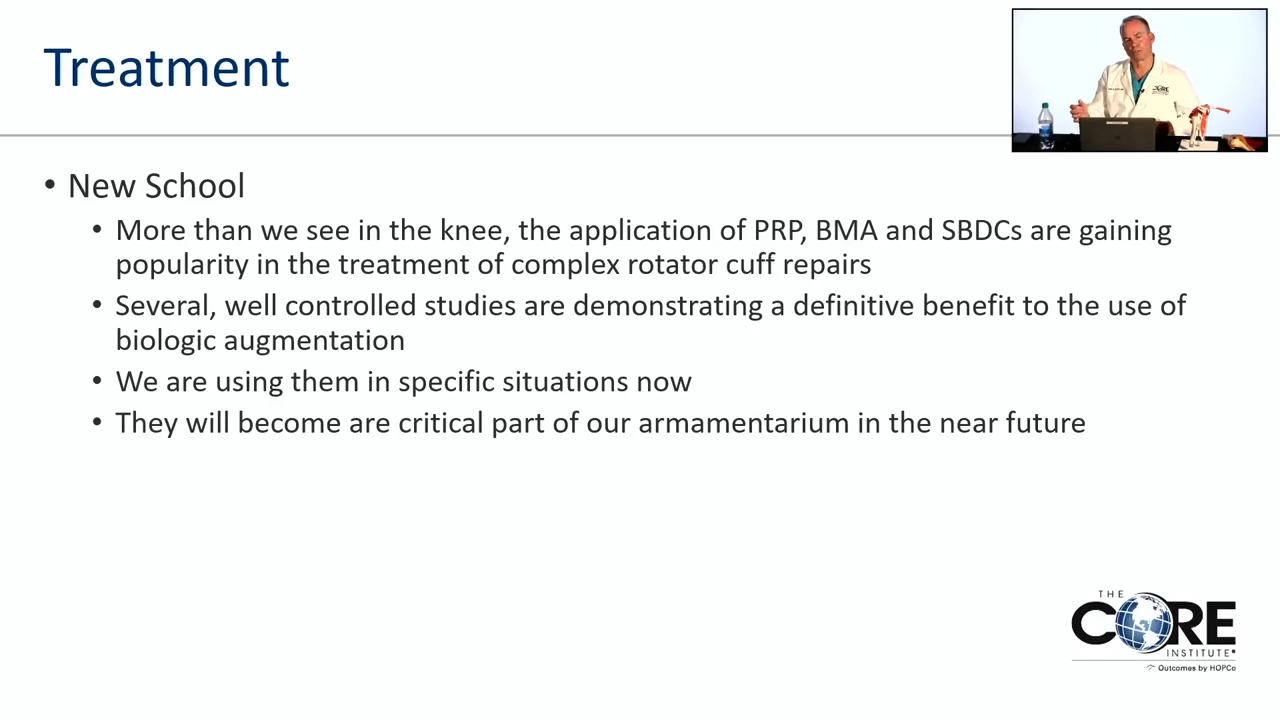 Treatment
• New School
• More than we see in the knee, the application of PRP, BMA and SBDCs are gaining
popularity in the treatment of complex rotator cuff repairs
• Several, well controlled studies are demonstrating a definitive benefit to the use of
biologic augmentation
• We are using them in specific situations now
• They will become are critical part of our armamentarium in the near future
THE
CORE
INSTITUTE
Outcomes by HOPCo